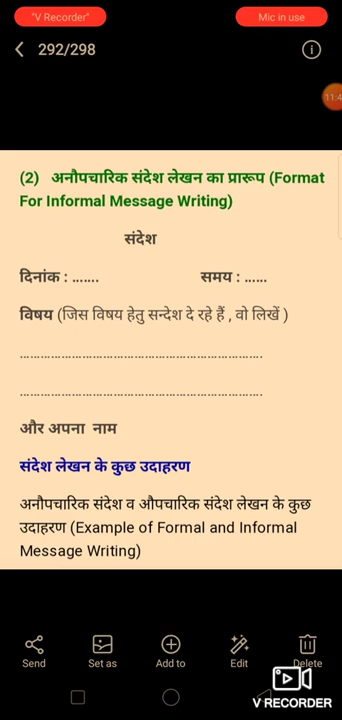 "V Recorder"
Mic in use
292/298
11:4
(2) अनौपचारिक संदेश लेखन का प्रारूप (Format
For Informal Message Writing)
संदेश
दिनांक : ....... समय : ......
विषय (जिस विषय हेतु सन्देश दे रहे हैं , वो लिखें )
......................................................................
......................................................................
और अपना नाम
संदेश लेखन के कुछ उदाहरण
अनौपचारिक संदेश व औपचारिक संदेश लेखन के कुछ
उदाहरण (Example of Formal and Informal
Message Writing)
Send Set as Add to Edit Delete
V RECORDER